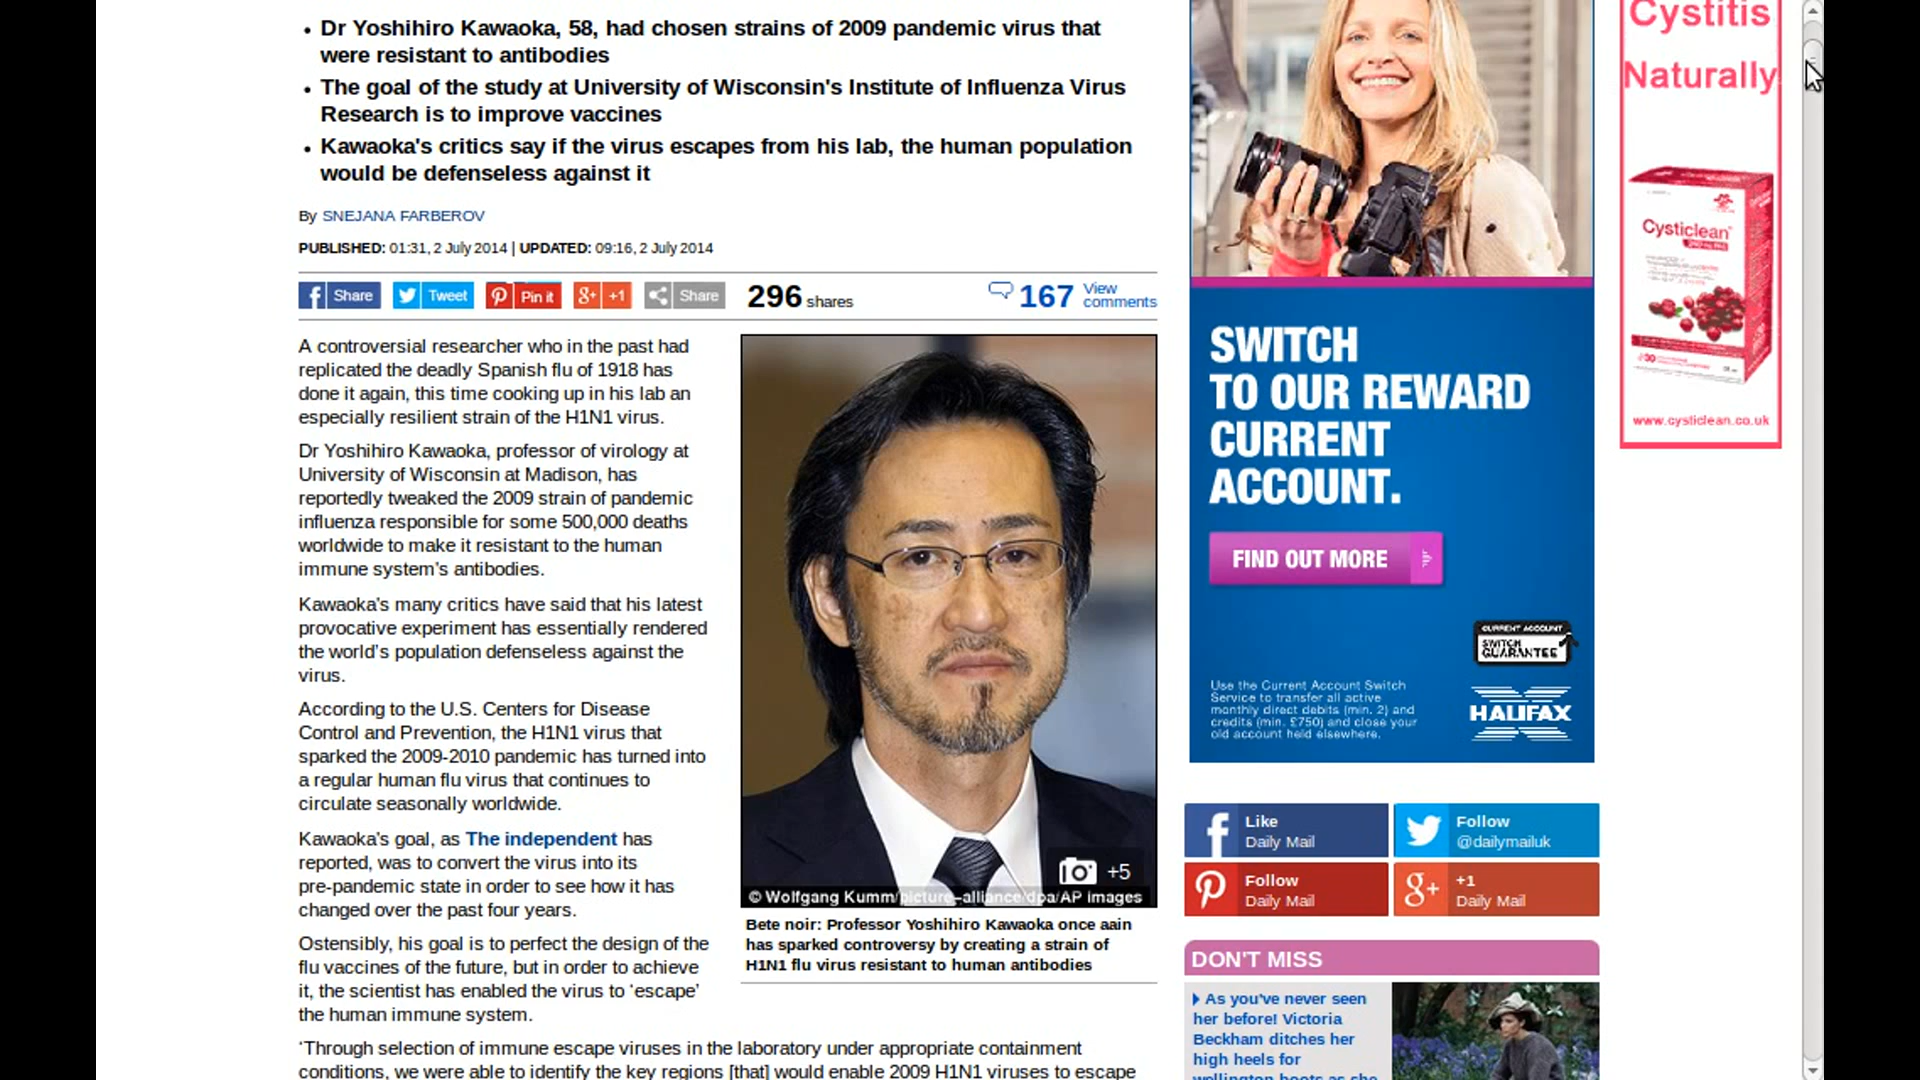 Dr Yoshihiro Kawaoka, 58, had chosen strains of 2009 pandemic virus that
were resistant to antibodies
The goal of the study at University of Wisconsin's Institute of Influenza Virus
Research is to improve vaccines
Kawaoka's critics say if the virus escapes from his lab, the human population
would be defenseless against it
By SNEJANA FARBEROV
PUBLISHED: 01:31, 2 July 2014 | UPDATED: 09:16, 2 July 2014
Share
Tweet
Pin it
+1
Share
296 shares
167 View
comments
A controversial researcher who in the past had
replicated the deadly Spanish flu of 1918 has
done it again, this time cooking up in his lab an
especially resilient strain of the H1N1 virus.
Dr Yoshihiro Kawaoka, professor of virology at
University of Wisconsin at Madison, has
reportedly tweaked the 2009 strain of pandemic
influenza responsible for some 500,000 deaths
worldwide to make it resistant to the human
immune system's antibodies.
Kawaoka's many critics have said that his latest
provocative experiment has essentially rendered
the world's population defenseless against the
virus.
According to the U.S. Centers for Disease
Control and Prevention, the H1N1 virus that
sparked the 2009-2010 pandemic has turned into
a regular human flu virus that continues to
circulate seasonally worldwide.
Kawaoka's goal, as The independent has
reported, was to convert the virus into its
pre-pandemic state in order to see how it has
changed over the past four years.
Ostensibly, his goal is to perfect the design of the
flu vaccines of the future, but in order to achieve
it, the scientist has enabled the virus to 'escape'
the human immune system.
'Through selection of immune escape viruses in the laboratory under appropriate containment
conditions, we were able to identify the key regions [that] would enable 2009 H1N1 viruses to escape
+5
© Wolfgang Kumm/picture-alliance/dpa/AP images
Bete noir: Professor Yoshihiro Kawaoka once aain
has sparked controversy by creating a strain of
H1N1 flu virus resistant to human antibodies
SWITCH
TO OUR REWARD
CURRENT
ACCOUNT.
FIND OUT MORE
CURRENT ACCOUNT
SWITCH
GUARANTEE
Use the Current Account Switch
Service to transfer all active
monthly direct debits (min. 2) and
credits (min. £750) and close your
old account held elsewhere.
HALIFAX
Like
Daily Mail
Follow
@dailymailuk
Follow
Daily Mail
+1
Daily Mail
DON'T MISS
As you've never seen
her before! Victoria
Beckham ditches her
high heels for
wellington boots as she
Cystitis
Naturally
Cysticlean
www.cysticlean.co.uk